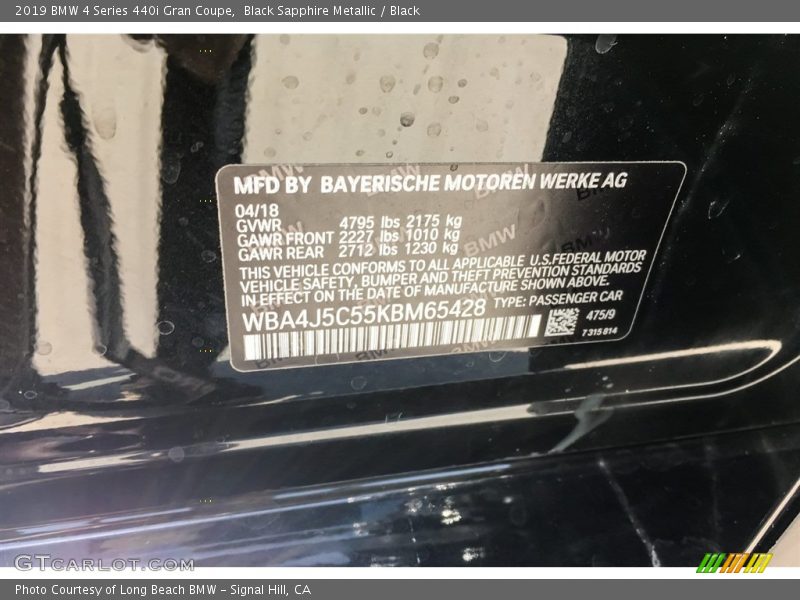 2019 BMW 4 Series 440i Gran Coupe, Black Sapphire Metallic / Black
MFD BY BAYERISCHE MOTOREN WERKE AG
04/18
GVWR 4795 lbs 2175 kg
GAWR FRONT 2227 lbs 1010 kg
GAWR REAR 2712 lbs 1230 kg
THIS VEHICLE CONFORMS TO ALL APPLICABLE U.S.FEDERAL MOTOR
VEHICLE SAFETY, BUMPER AND THEFT PREVENTION STANDARDS
IN EFFECT ON THE DATE OF MANUFACTURE SHOWN ABOVE.
WBA4J5C55KBM65428 TYPE: PASSENGER CAR
475/9
7 315 814
GTCARLOT.COM
Photo Courtesy of Long Beach BMW - Signal Hill, CA